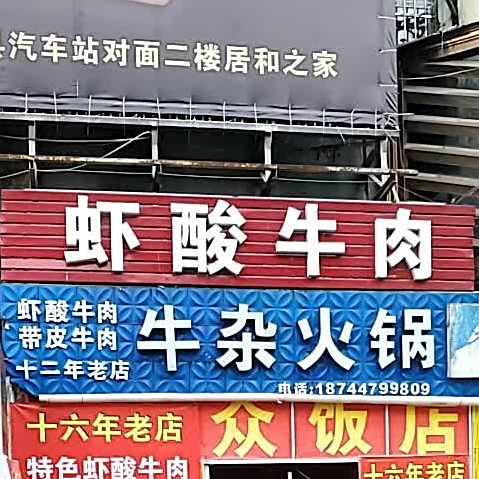 汽车站对面二楼居和之家
虾酸牛肉
虾酸牛肉
带皮牛肉
十二年老店
牛杂火锅
电话:18744799809
十六年老店
特色虾酸牛肉
众饭店
十六年老店